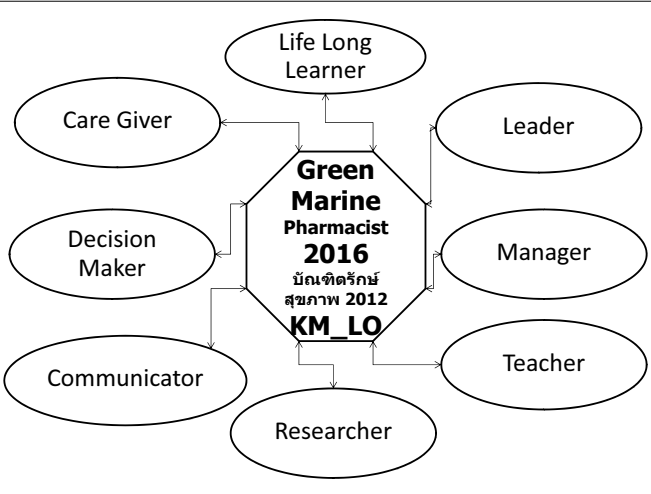 Life Long
Learner
Care Giver
Leader
Green
Marine
Pharmacist
2016
บัณฑิตรักษ์
สุขภาพ 2012
KM_LO
Decision
Maker
Manager
Communicator
Teacher
Researcher